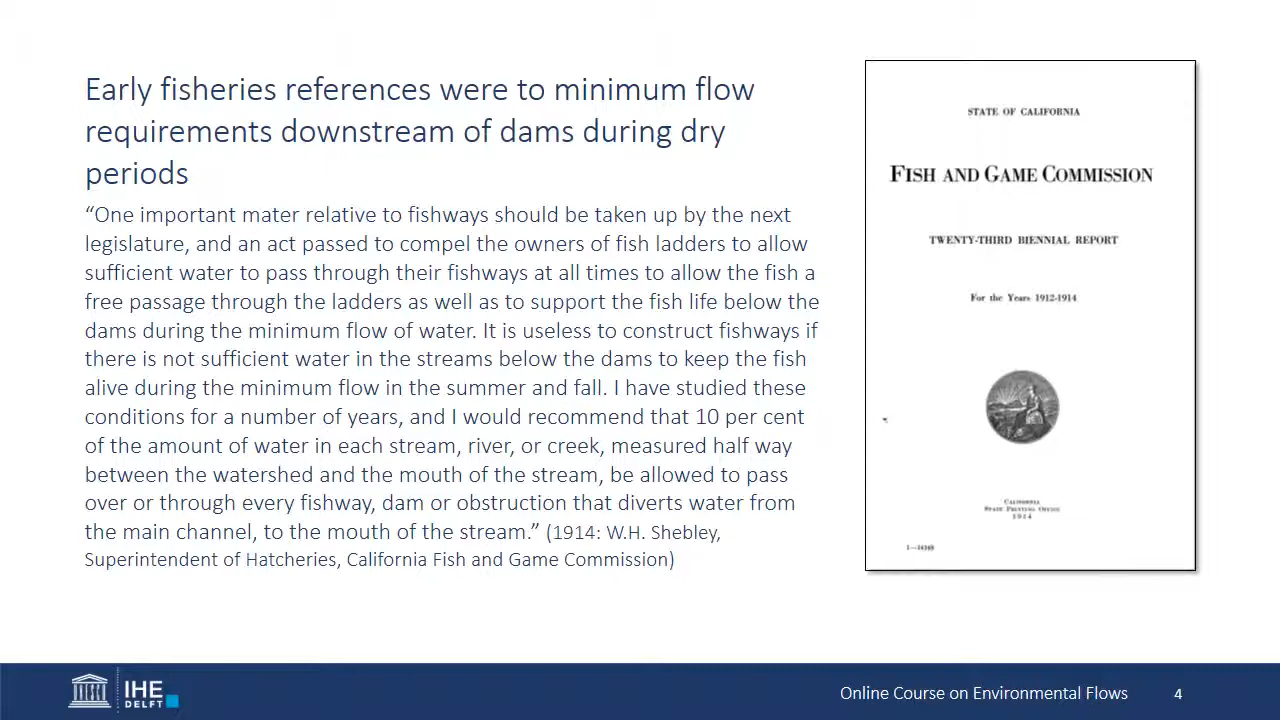 Early fisheries references were to minimum flow
requirements downstream of dams during dry
periods
“One important mater relative to fishways should be taken up by the next
legislature, and an act passed to compel the owners of fish ladders to allow
sufficient water to pass through their fishways at all times to allow the fish a
free passage through the ladders as well as to support the fish life below the
dams during the minimum flow of water. It is useless to construct fishways if
there is not sufficient water in the streams below the dams to keep the fish
alive during the minimum flow in the summer and fall. I have studied these
conditions for a number of years, and I would recommend that 10 per cent
of the amount of water in each stream, river, or creek, measured half way
between the watershed and the mouth of the stream, be allowed to pass
over or through every fishway, dam or obstruction that diverts water from
the main channel, to the mouth of the stream.” (1914: W.H. Shebley,
Superintendent of Hatcheries, California Fish and Game Commission)
STATE OF CALIFORNIA
FISH AND GAME COMMISSION
TWENTY-THIRD BIENNIAL REPORT
For the Years 1912-1914
CALIFORNIA
STATE PRINTING OFFICE
1914
IHE
DELFT
Online Course on Environmental Flows
4